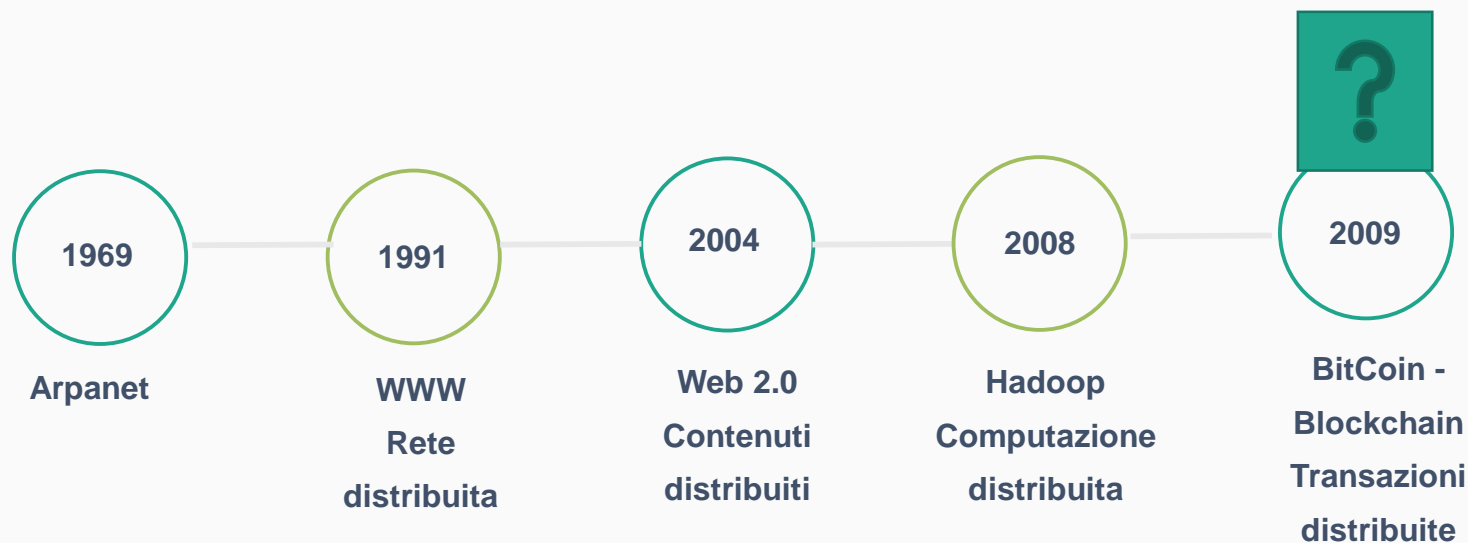 ?
1969
Arpanet
1991
WWW
Rete
distribuita
2004
Web 2.0
Contenuti
distribuiti
2008
Hadoop
Computazione
distribuita
2009
BitCoin -
Blockchain
Transazioni
distribuite